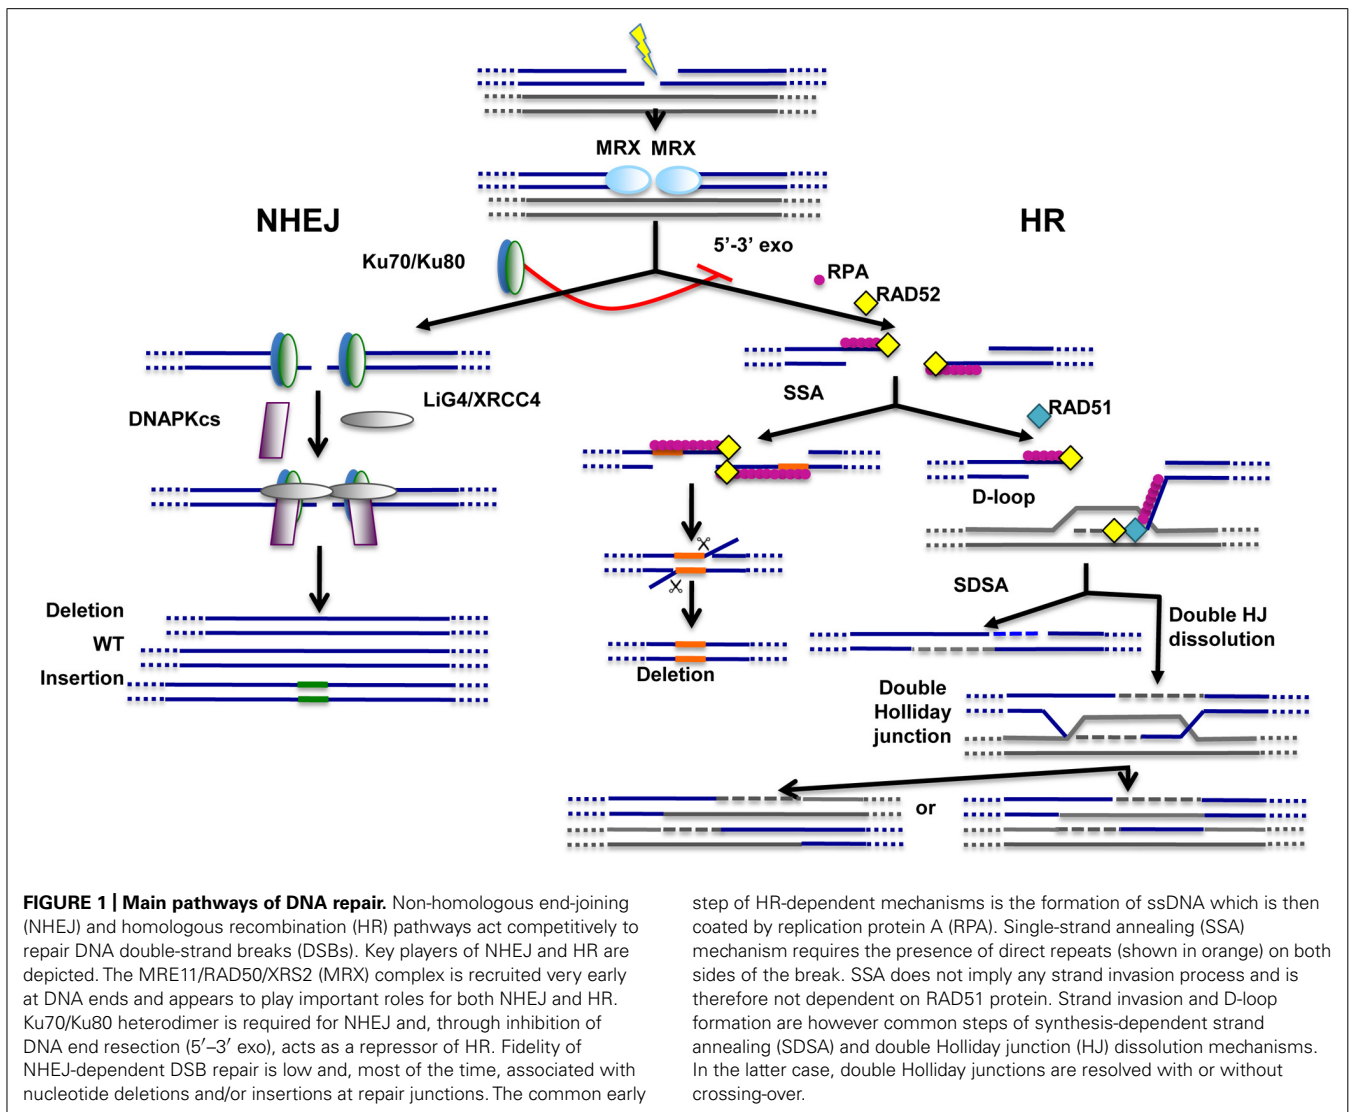 MRX MRX
NHEJ
HR
Ku70/Ku80
5’-3’ exo
RPA
RAD52
SSA
RAD51
DNAPKcs
LiG4/XRCC4
D-loop
SDSA
Double HJ
dissolution
Deletion
WT
Insertion
Deletion
Double
Holliday
junction
or
FIGURE 1 | Main pathways of DNA repair. Non-homologous end-joining
(NHEJ) and homologous recombination (HR) pathways act competitively to
repair DNA double-strand breaks (DSBs). Key players of NHEJ and HR are
depicted. The MRE11/RAD50/XRS2 (MRX) complex is recruited very early
at DNA ends and appears to play important roles for both NHEJ and HR.
Ku70/Ku80 heterodimer is required for NHEJ and, through inhibition of
DNA end resection (5′–3′ exo), acts as a repressor of HR. Fidelity of
NHEJ-dependent DSB repair is low and, most of the time, associated with
nucleotide deletions and/or insertions at repair junctions. The common early
step of HR-dependent mechanisms is the formation of ssDNA which is then
coated by replication protein A (RPA). Single-strand annealing (SSA)
mechanism requires the presence of direct repeats (shown in orange) on both
sides of the break. SSA does not imply any strand invasion process and is
therefore not dependent on RAD51 protein. Strand invasion and D-loop
formation are however common steps of synthesis-dependent strand
annealing (SDSA) and double Holliday junction (HJ) dissolution mechanisms.
In the latter case, double Holliday junctions are resolved with or without
crossing-over.